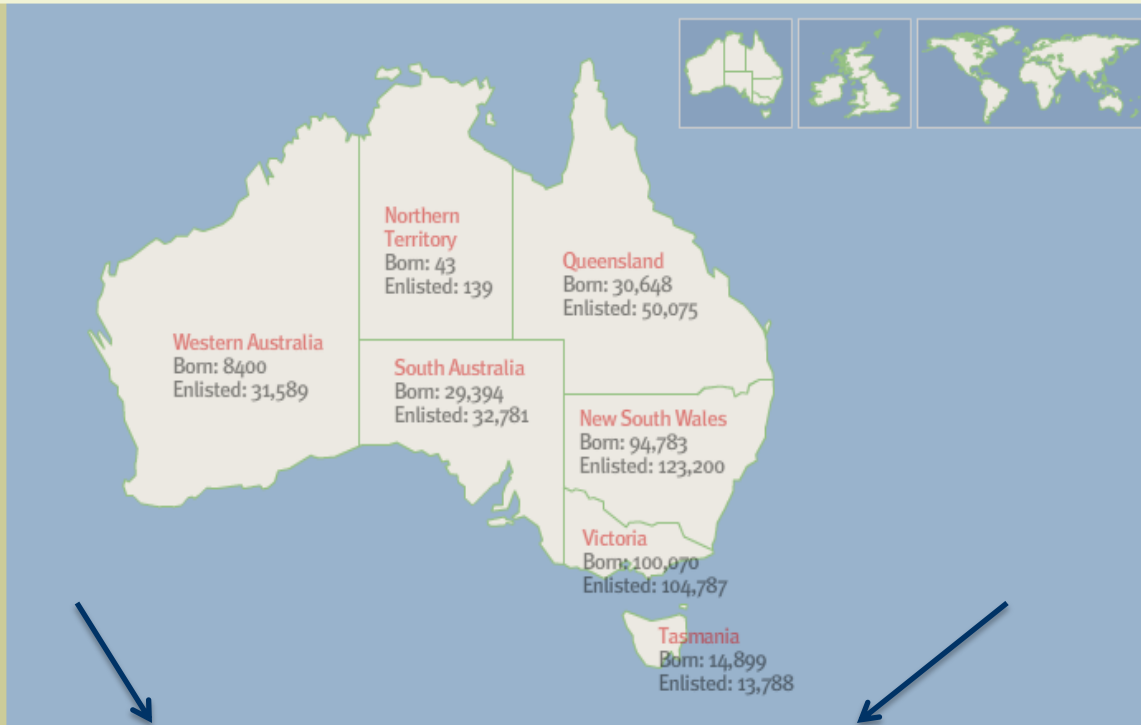 Northern
Territory
Born: 43
Enlisted: 139
Queensland
Born: 30,648
Enlisted: 50,075
Western Australia
Born: 8400
Enlisted: 31,589
South Australia
Born: 29,394
Enlisted: 32,781
New South Wales
Born: 94,783
Enlisted: 123,200
Victoria
Born: 100,070
Enlisted: 104,787
Tasmania
Born: 14,899
Enlisted: 13,788